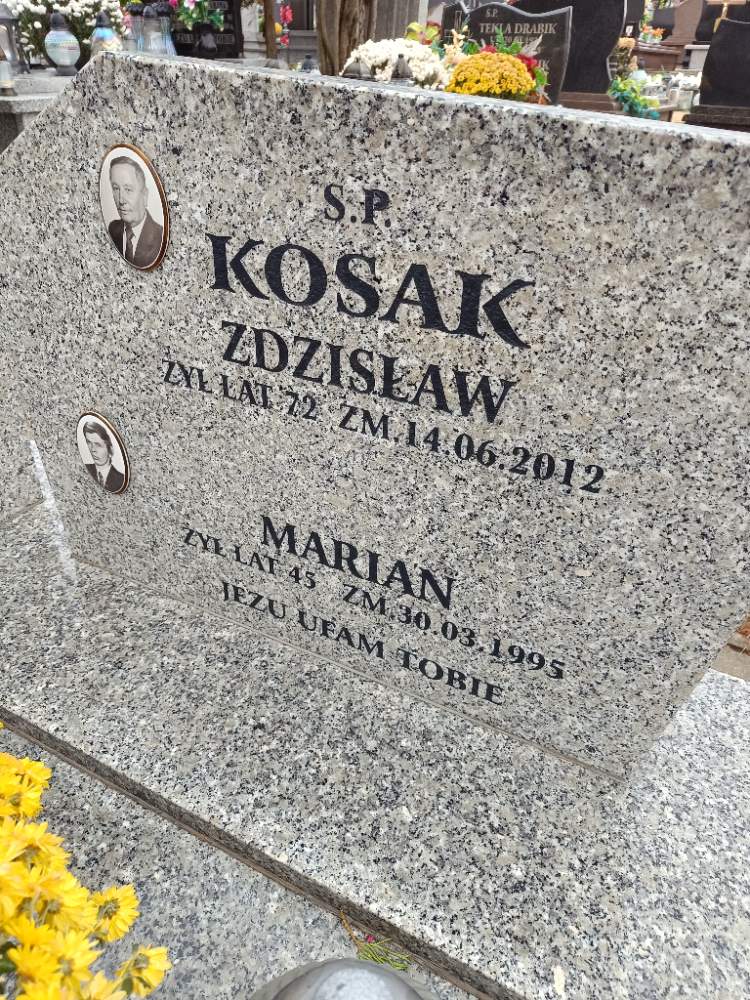 S.P.
TEKLA DRABIK
S.P.
KOSAK
ZDZISŁAW
ŻYŁ LAT 72 ZM.14.06.2012
MARIAN
ŻYŁ LAT 45 ZM.30.03.1995
JEZU UFAM TOBIE